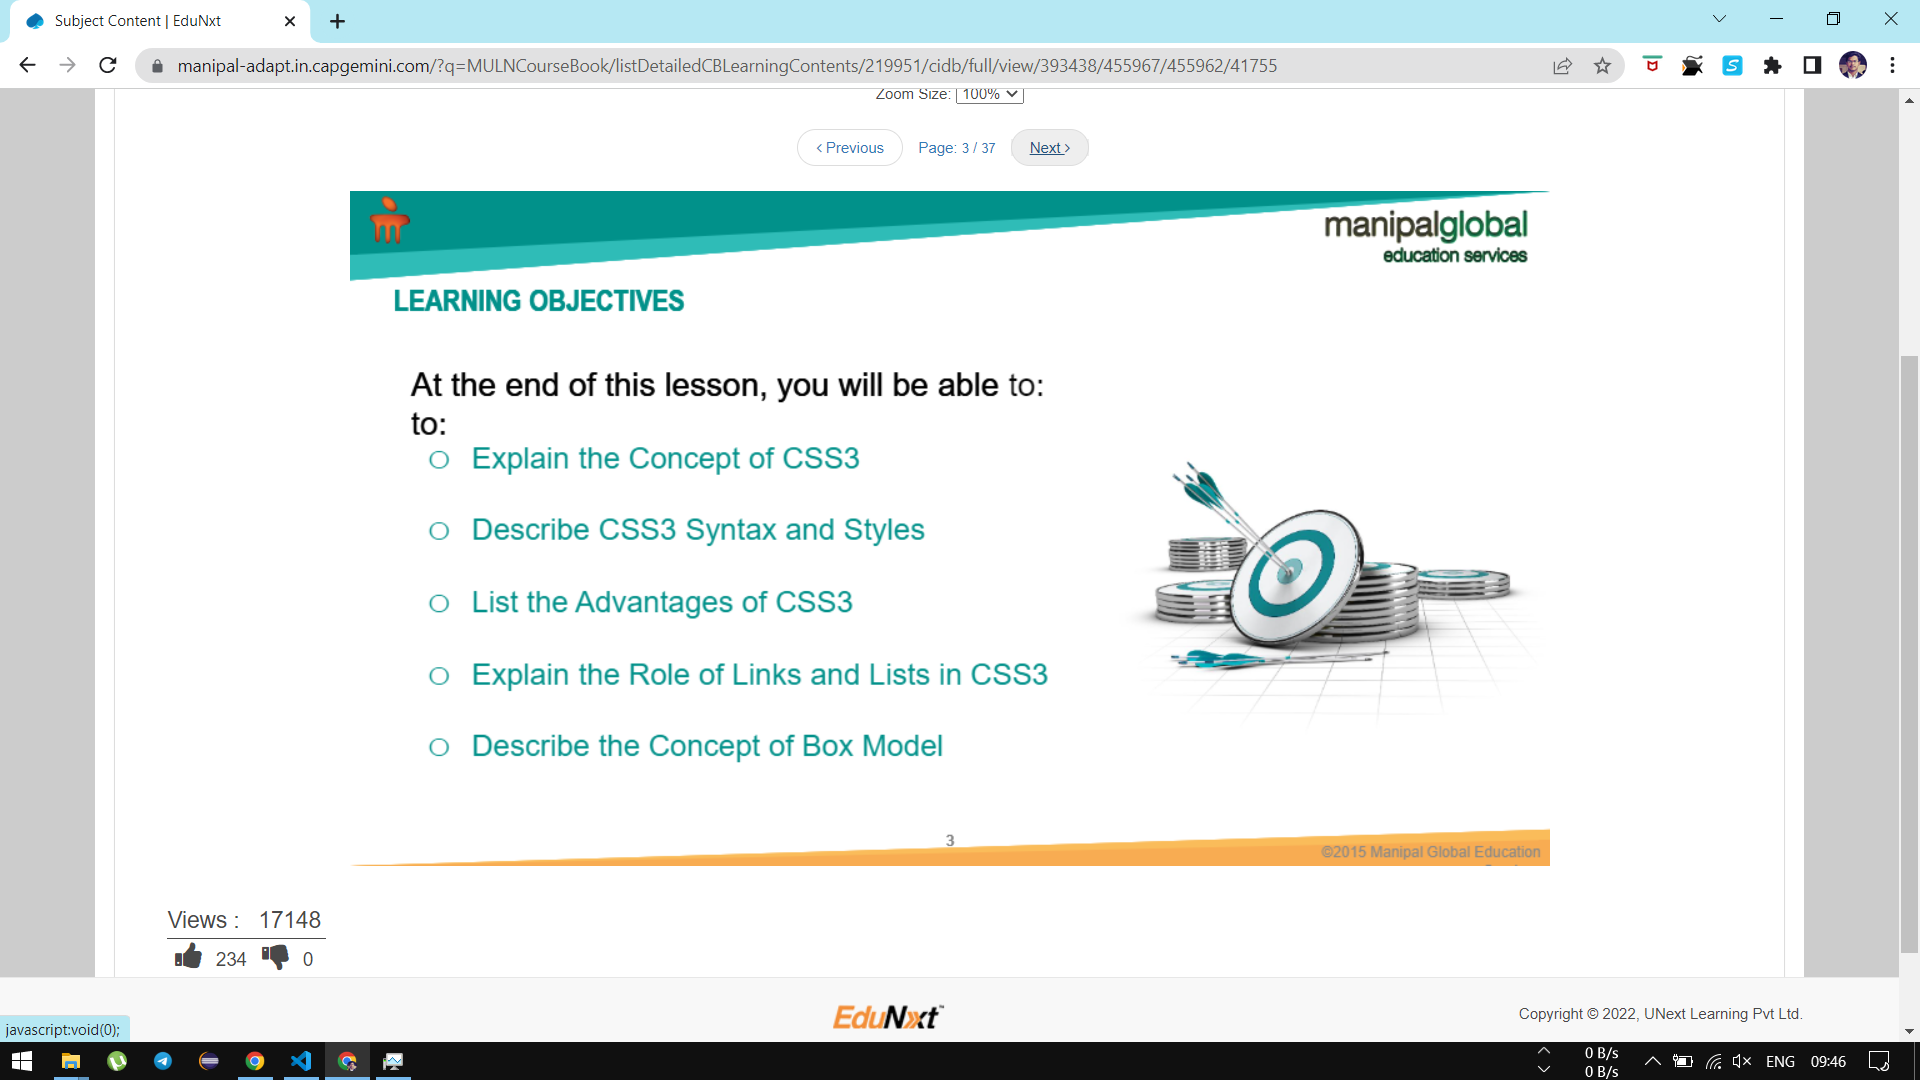 Subject Content | EduNxt
manipal-adapt.in.capgemini.com/?q=MULNCourseBook/listDetailedCBLearningContents/219951/cidb/full/view/393438/455967/455962/41755
Zoom Size: 100%
‹ Previous Page: 3 / 37 Next ›
manipalglobal
education services
LEARNING OBJECTIVES
At the end of this lesson, you will be able to:
to:
Explain the Concept of CSS3
Describe CSS3 Syntax and Styles
List the Advantages of CSS3
Explain the Role of Links and Lists in CSS3
Describe the Concept of Box Model
3
©2015 Manipal Global Education
Views : 17148
234 0
EduNxt™
Copyright © 2022, UNext Learning Pvt Ltd.
javascript:void(0);
0 B/s
0 B/s
ENG 09:46